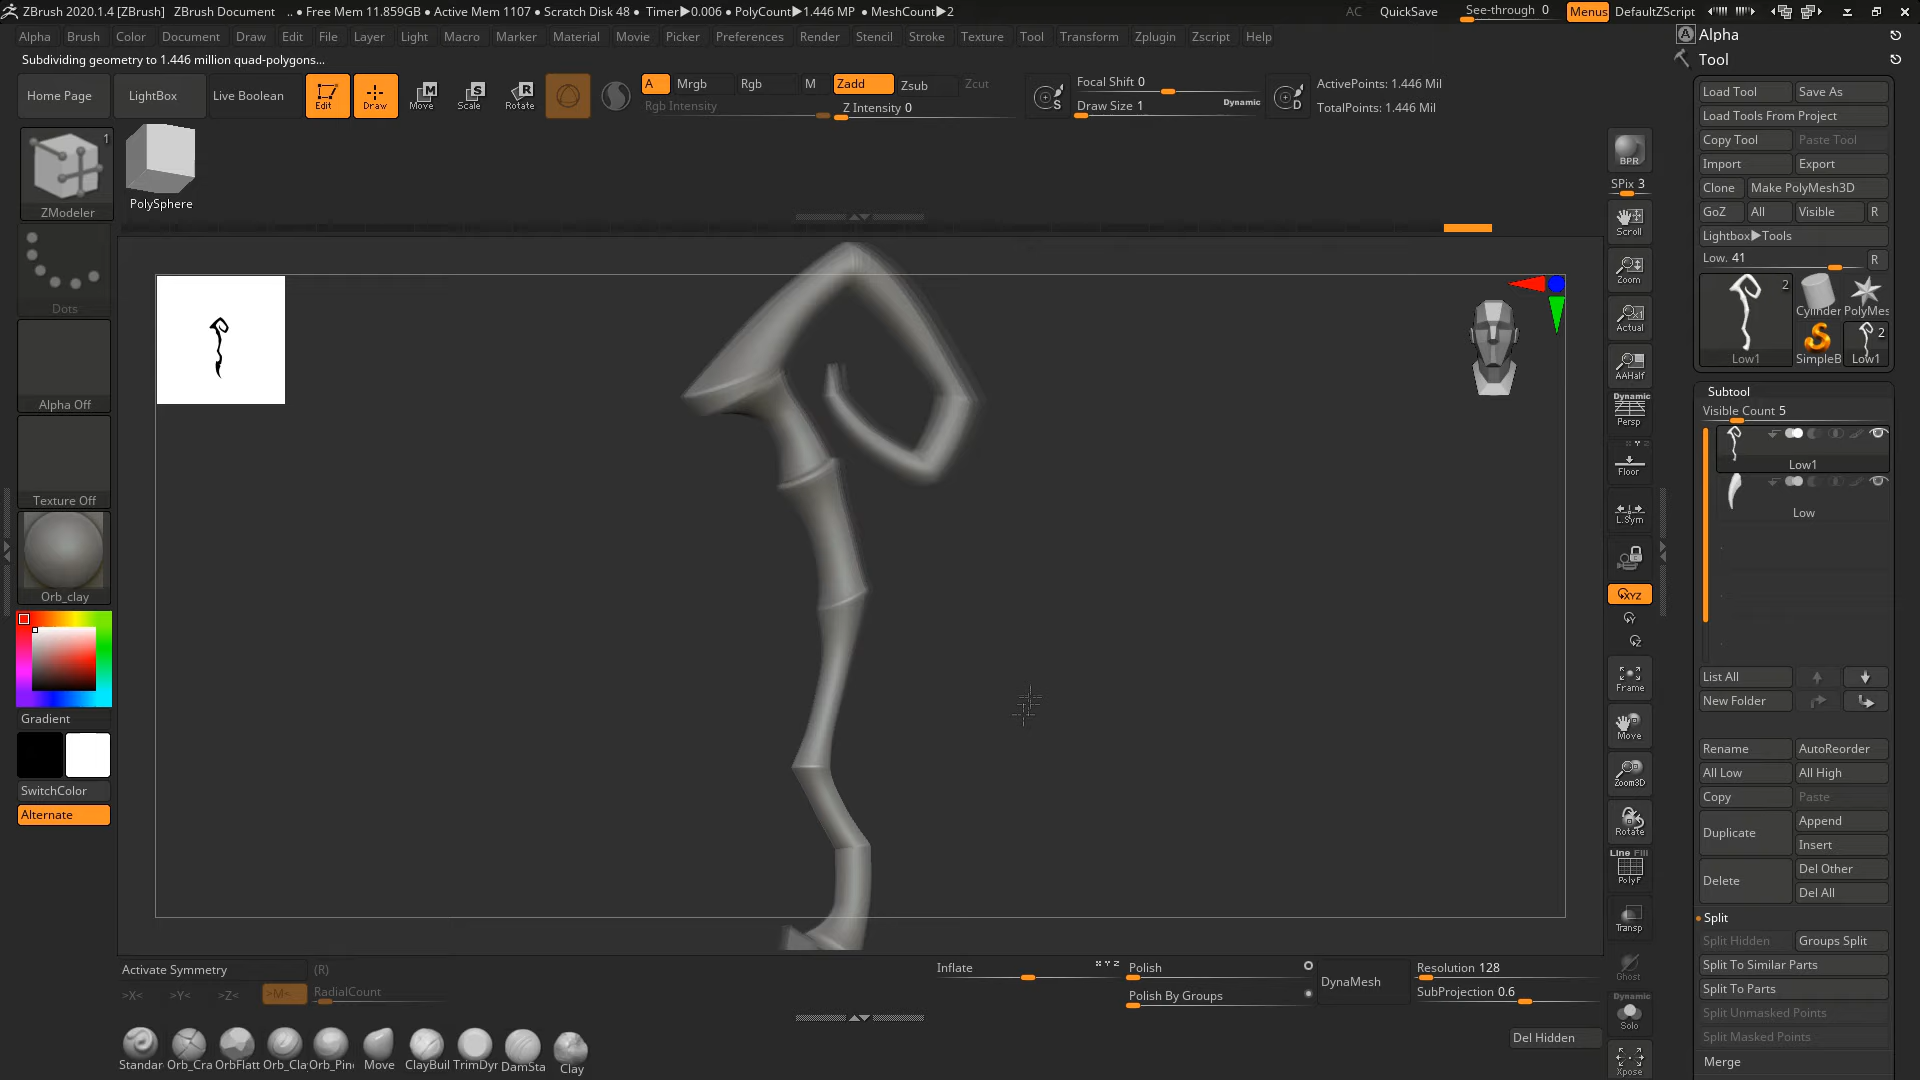 ZBrush 2020.1.4 [ZBrush] ZBrush Document .. • Free Mem 11.859GB • Active Mem 1107 • Scratch Disk 48 • Timer▶0.006 • PolyCount▶1.446 MP • MeshCount▶2 AC QuickSave See-through 0 Menus DefaultZScript
Alpha Brush Color Document Draw Edit File Layer Light Macro Marker Material Movie Picker Preferences Render Stencil Stroke Texture Tool Transform Zplugin Zscript Help
Subdividing geometry to 1.446 million quad-polygons...
Home Page LightBox Live Boolean Edit Draw Move Scale Rotate
A Mrgb Rgb M Zadd Zsub Zcut
Rgb Intensity Z Intensity 0
Focal Shift 0
Draw Size 1 Dynamic
S D
ActivePoints: 1.446 Mil
TotalPoints: 1.446 Mil
1
ZModeler
PolySphere
Dots
Alpha Off
Texture Off
Orb_clay
Gradient
SwitchColor
Alternate
BPR
SPix 3
Scroll
Zoom
Actual
AAHalf
Dynamic
Persp
Floor
L.Sym
XYZ
Y
Z
Frame
Move
Zoom3D
Rotate
Line Fill
PolyF
Transp
Ghost
Dynamic
Solo
Xpose
Alpha
Tool
Load Tool Save As
Load Tools From Project
Copy Tool Paste Tool
Import Export
Clone Make PolyMesh3D
GoZ All Visible R
Lightbox▶Tools
Low. 41 R
2
Cylinder PolyMes
2
Low1 SimpleB Low1
Subtool
Visible Count 5
Low1
Low
List All
New Folder
Rename AutoReorder
All Low All High
Copy Paste
Duplicate Append
Insert
Delete Del Other
Del All
Split
Split Hidden Groups Split
Split To Similar Parts
Split To Parts
Split Unmasked Points
Split Masked Points
Merge
Activate Symmetry (R)
>X< >Y< >Z< >M< RadialCount
Inflate X Y Z Polish
Polish By Groups
DynaMesh
Resolution 128
SubProjection 0.6
Del Hidden
Standar Orb_Cra OrbFlatt Orb_Cla Orb_Pin Move ClayBuil TrimDyr DamSta Clay